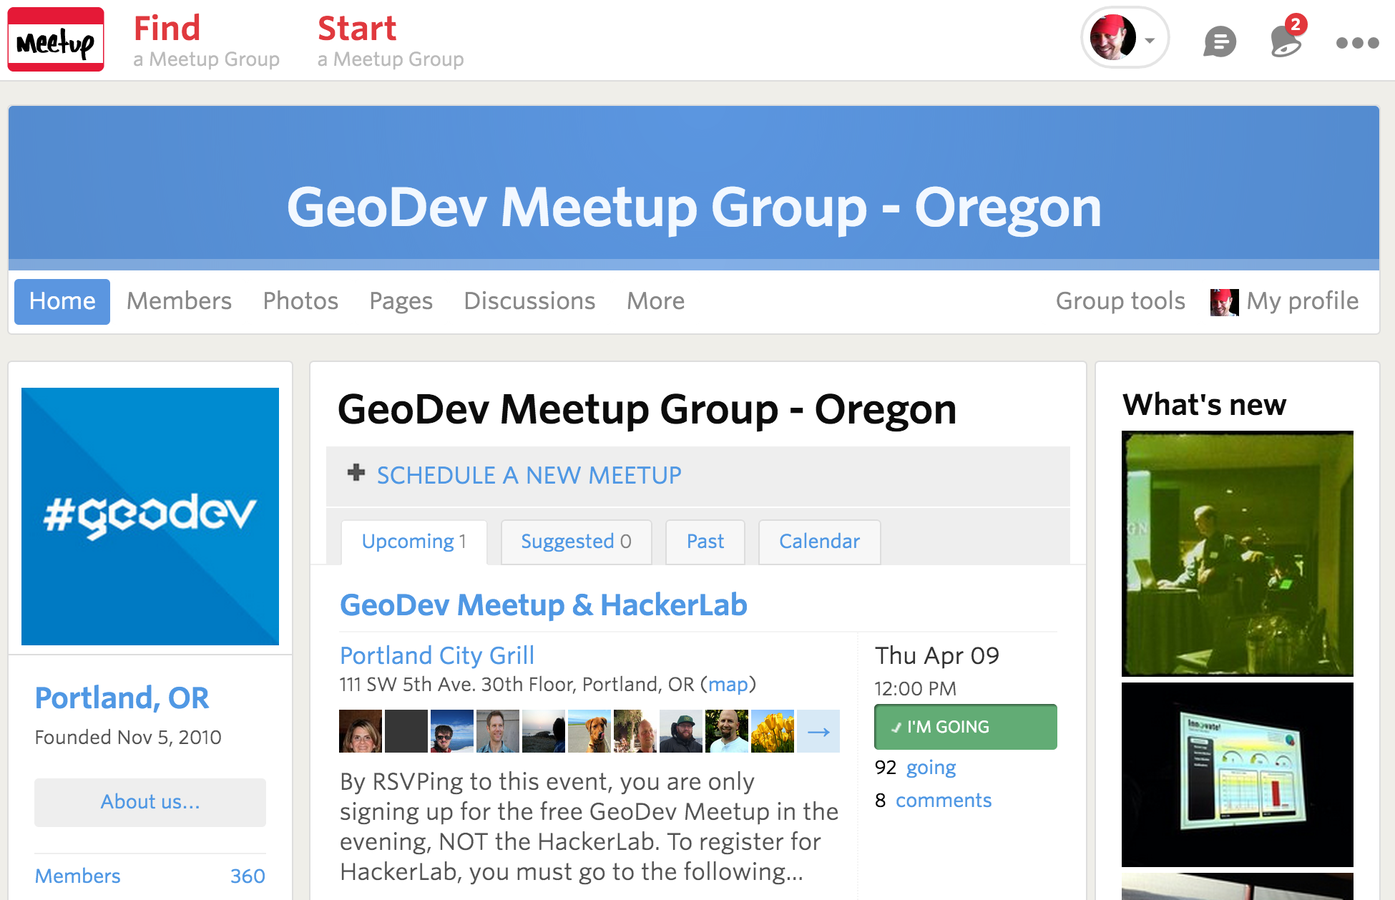 Meetup
Find
a Meetup Group
Start
a Meetup Group
2
GeoDev Meetup Group - Oregon
Home
Members
Photos
Pages
Discussions
More
Group tools
My profile
#geodev
Portland, OR
Founded Nov 5, 2010
About us...
Members 360
GeoDev Meetup Group - Oregon
SCHEDULE A NEW MEETUP
Upcoming 1
Suggested 0
Past
Calendar
GeoDev Meetup & HackerLab
Portland City Grill
111 SW 5th Ave. 30th Floor, Portland, OR (map)
→
By RSVPing to this event, you are only
signing up for the free GeoDev Meetup in the
evening, NOT the HackerLab. To register for
HackerLab, you must go to the following...
Thu Apr 09
12:00 PM
I'M GOING
92 going
8 comments
What's new
GN
Innovate!